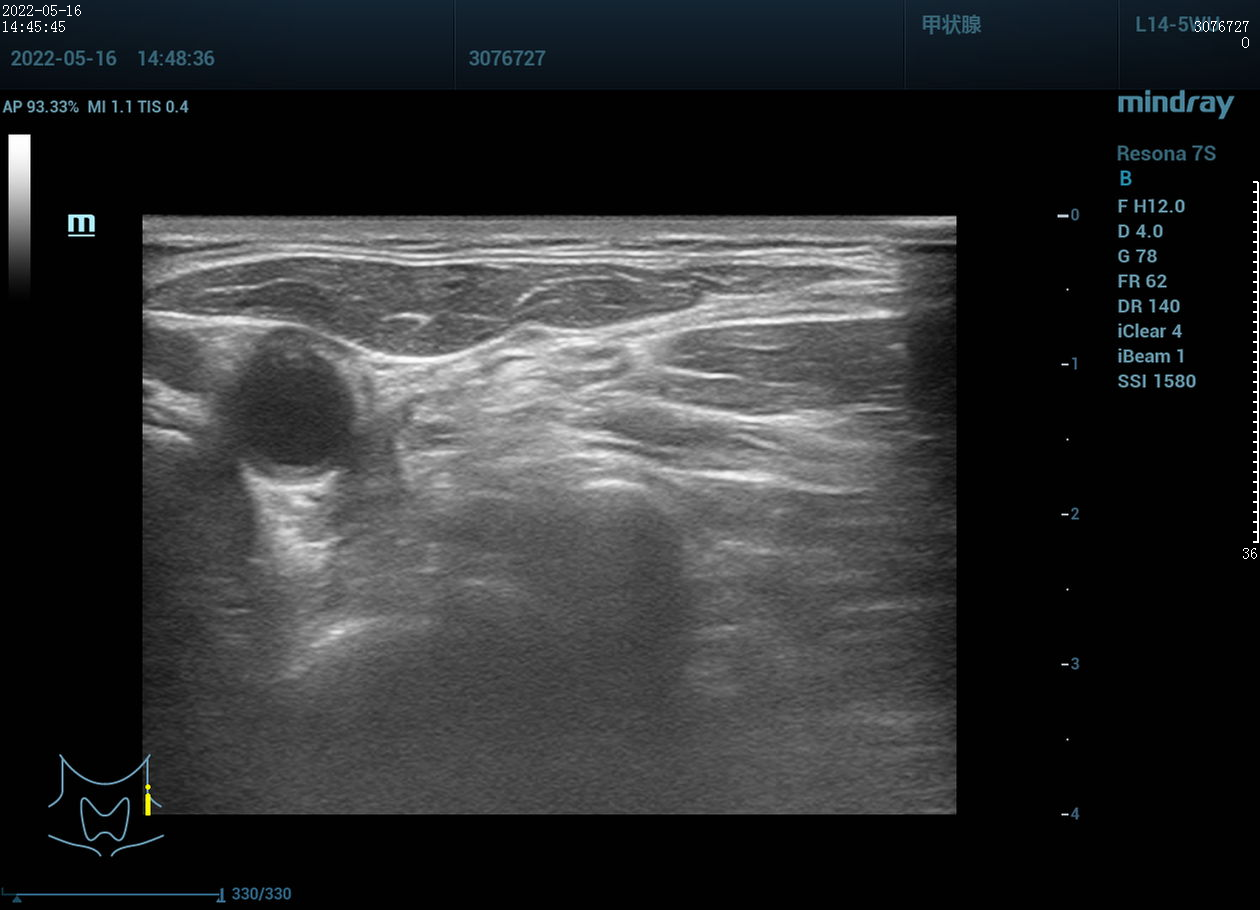 2022-05-16
14:45:45
2022-05-16 14:48:36
3076727
甲状腺
3076727
0
AP 93.33% MI 1.1 TIS 0.4
mindray
Resona 7S
B
F H12.0
D 4.0
G 78
FR 62
DR 140
iClear 4
iBeam 1
SSI 1580
m
0
1
2
3
4
36
330/330